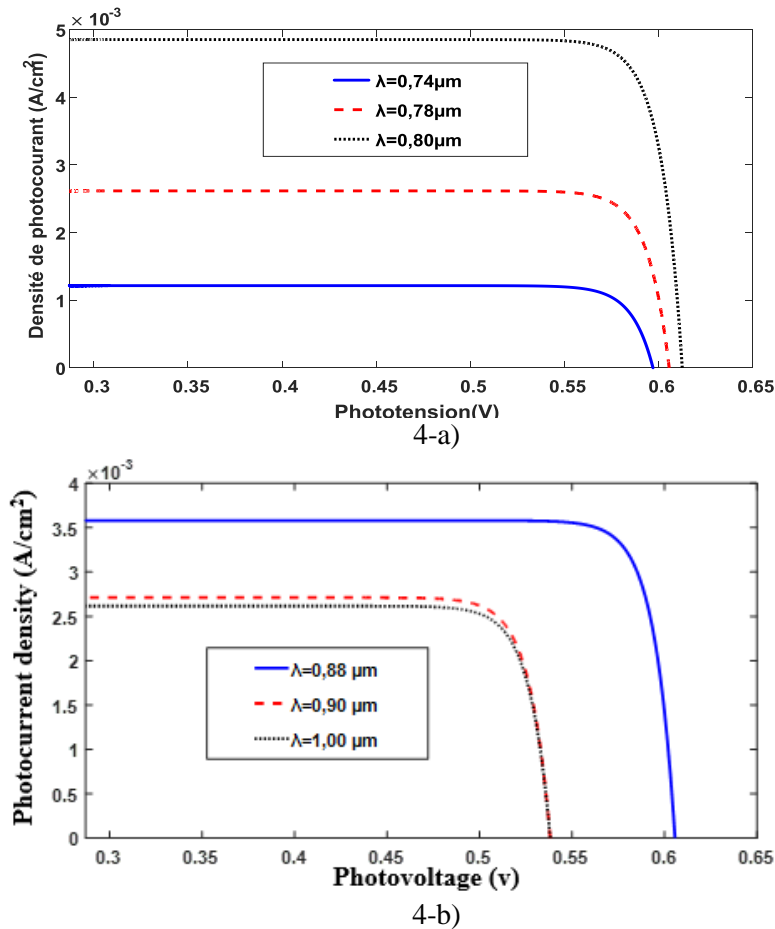 × 10-3
5
4
3
2
1
0
Densité de photocourant (A/cm2)
λ=0,74µm
λ=0,78µm
λ=0,80µm
0.3 0.35 0.4 0.45 0.5 0.55 0.6 0.65
Phototension(V)
4-a)
×10-3
4
3.5
3
2.5
2
1.5
1
0.5
0
Photocurrent density (A/cm2)
λ=0,88 µm
λ=0,90 µm
λ=1,00 µm
0.3 0.35 0.4 0.45 0.5 0.55 0.6 0.65
Photovoltage (v)
4-b)